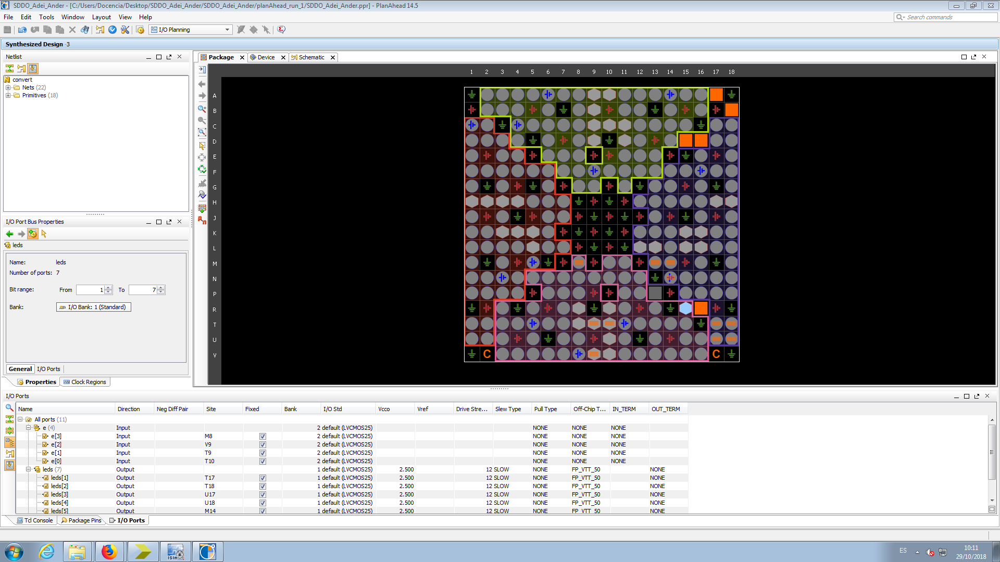 SDDO_Adei_Ander - [C:/Users/Docencia/Desktop/SDDO_Adei_Ander/SDDO_Adei_Ander/planAhead_run_1/SDDO_Adei_Ander.ppr] - PlanAhead 14.5
File Edit Tools Window Layout View Help
Search commands
I/O Planning
Synthesized Design -3
Netlist
convert
Nets (22)
Primitives (18)
I/O Port Bus Properties
leds
Name: leds
Number of ports: 7
Bit range: From 1 To 7
Bank: I/O Bank: 1 (Standard)
General I/O Ports
Properties Clock Regions
Package Device Schematic
1 2 3 4 5 6 7 8 9 10 11 12 13 14 15 16 17 18
A
B
C
D
E
F
G
H
J
K
L
M
N
P
R
T
U
V C C
I/O Ports
Name Direction Neg Diff Pair Site Fixed Bank I/O Std Vcco Vref Drive Stre... Slew Type Pull Type Off-Chip T... IN_TERM OUT_TERM
All ports (11)
e (4) Input 2 default (LVCMOS25) NONE NONE NONE
e[3] Input M8 2 default (LVCMOS25) NONE NONE NONE
e[2] Input V9 2 default (LVCMOS25) NONE NONE NONE
e[1] Input T9 2 default (LVCMOS25) NONE NONE NONE
e[0] Input T10 2 default (LVCMOS25) NONE NONE NONE
leds (7) Output 1 default (LVCMOS25) 2.500 12 SLOW NONE FP_VTT_50 NONE
leds[1] Output T17 1 default (LVCMOS25) 2.500 12 SLOW NONE FP_VTT_50 NONE
leds[2] Output T18 1 default (LVCMOS25) 2.500 12 SLOW NONE FP_VTT_50 NONE
leds[3] Output U17 1 default (LVCMOS25) 2.500 12 SLOW NONE FP_VTT_50 NONE
leds[4] Output U18 1 default (LVCMOS25) 2.500 12 SLOW NONE FP_VTT_50 NONE
leds[5] Output M14 1 default (LVCMOS25) 2.500 12 SLOW NONE FP_VTT_50 NONE
Tcl Console Package Pins I/O Ports
ISim
ES
10:11
29/10/2018